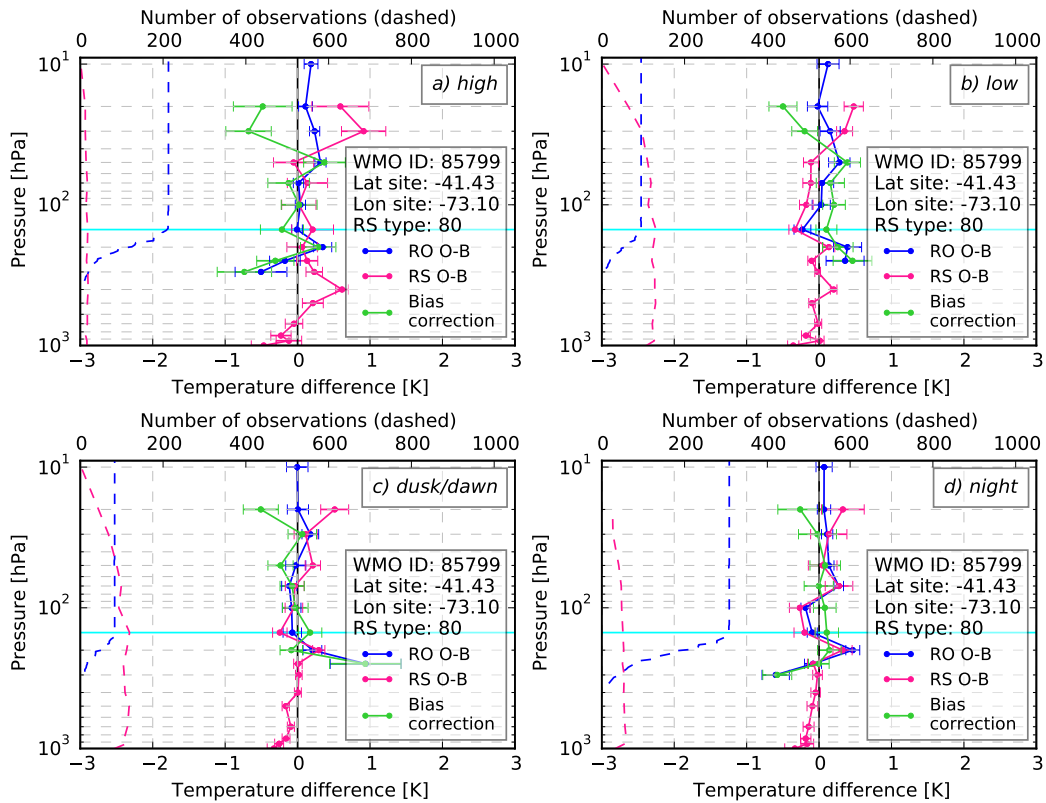 Number of observations (dashed)
0 200 400 600 800 1000
a) high
10^1
10^2
10^3
Pressure [hPa]
WMO ID: 85799
Lat site: -41.43
Lon site: -73.10
RS type: 80
RO O-B
RS O-B
Bias
correction
−3 −2 −1 0 1 2 3
Temperature difference [K]
Number of observations (dashed)
0 200 400 600 800 1000
b) low
10^1
10^2
10^3
Pressure [hPa]
WMO ID: 85799
Lat site: -41.43
Lon site: -73.10
RS type: 80
RO O-B
RS O-B
Bias
correction
−3 −2 −1 0 1 2 3
Temperature difference [K]
Number of observations (dashed)
0 200 400 600 800 1000
c) dusk/dawn
10^1
10^2
10^3
Pressure [hPa]
WMO ID: 85799
Lat site: -41.43
Lon site: -73.10
RS type: 80
RO O-B
RS O-B
Bias
correction
−3 −2 −1 0 1 2 3
Temperature difference [K]
Number of observations (dashed)
0 200 400 600 800 1000
d) night
10^1
10^2
10^3
Pressure [hPa]
WMO ID: 85799
Lat site: -41.43
Lon site: -73.10
RS type: 80
RO O-B
RS O-B
Bias
correction
−3 −2 −1 0 1 2 3
Temperature difference [K]